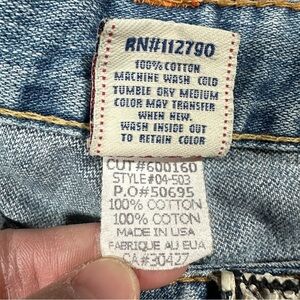 RN#112790
100% COTTON
MACHINE WASH COLD
TUMBLE DRY MEDIUM
COLOR MAY TRANSFER
WHEN NEW.
WASH INSIDE OUT
TO RETAIN COLOR
CUT#600160
STYLE#04-503
P.O#50695
100% COTTON
100% COTTON
MADE IN USA
FABRIQUE AU EUA
CA#30427